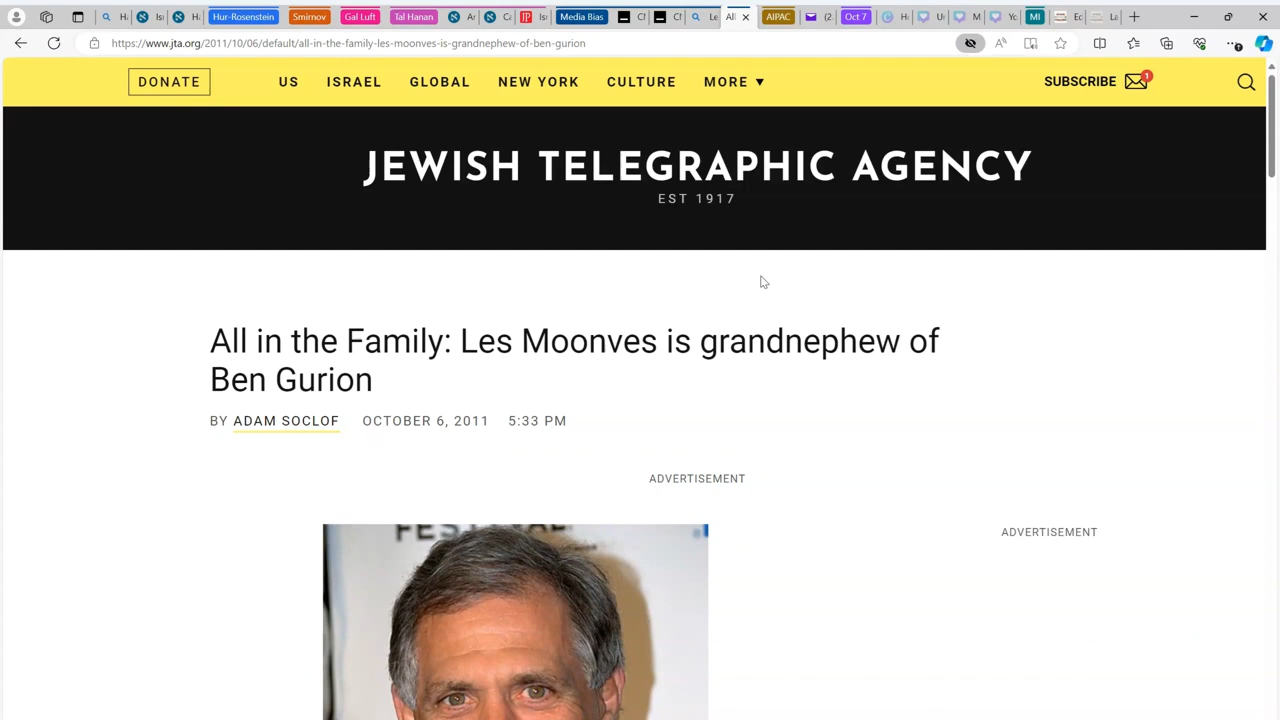 Hur-Rosenstein Smirnov Gal Luft Tal Hanan Media Bias All AIPAC Oct 7 MI
https://www.jta.org/2011/10/06/default/all-in-the-family-les-moonves-is-grandnephew-of-ben-gurion
DONATE US ISRAEL GLOBAL NEW YORK CULTURE MORE ▼ SUBSCRIBE 1
JEWISH TELEGRAPHIC AGENCY
EST 1917
All in the Family: Les Moonves is grandnephew of
Ben Gurion
BY ADAM SOCLOF OCTOBER 6, 2011 5:33 PM
ADVERTISEMENT
ADVERTISEMENT